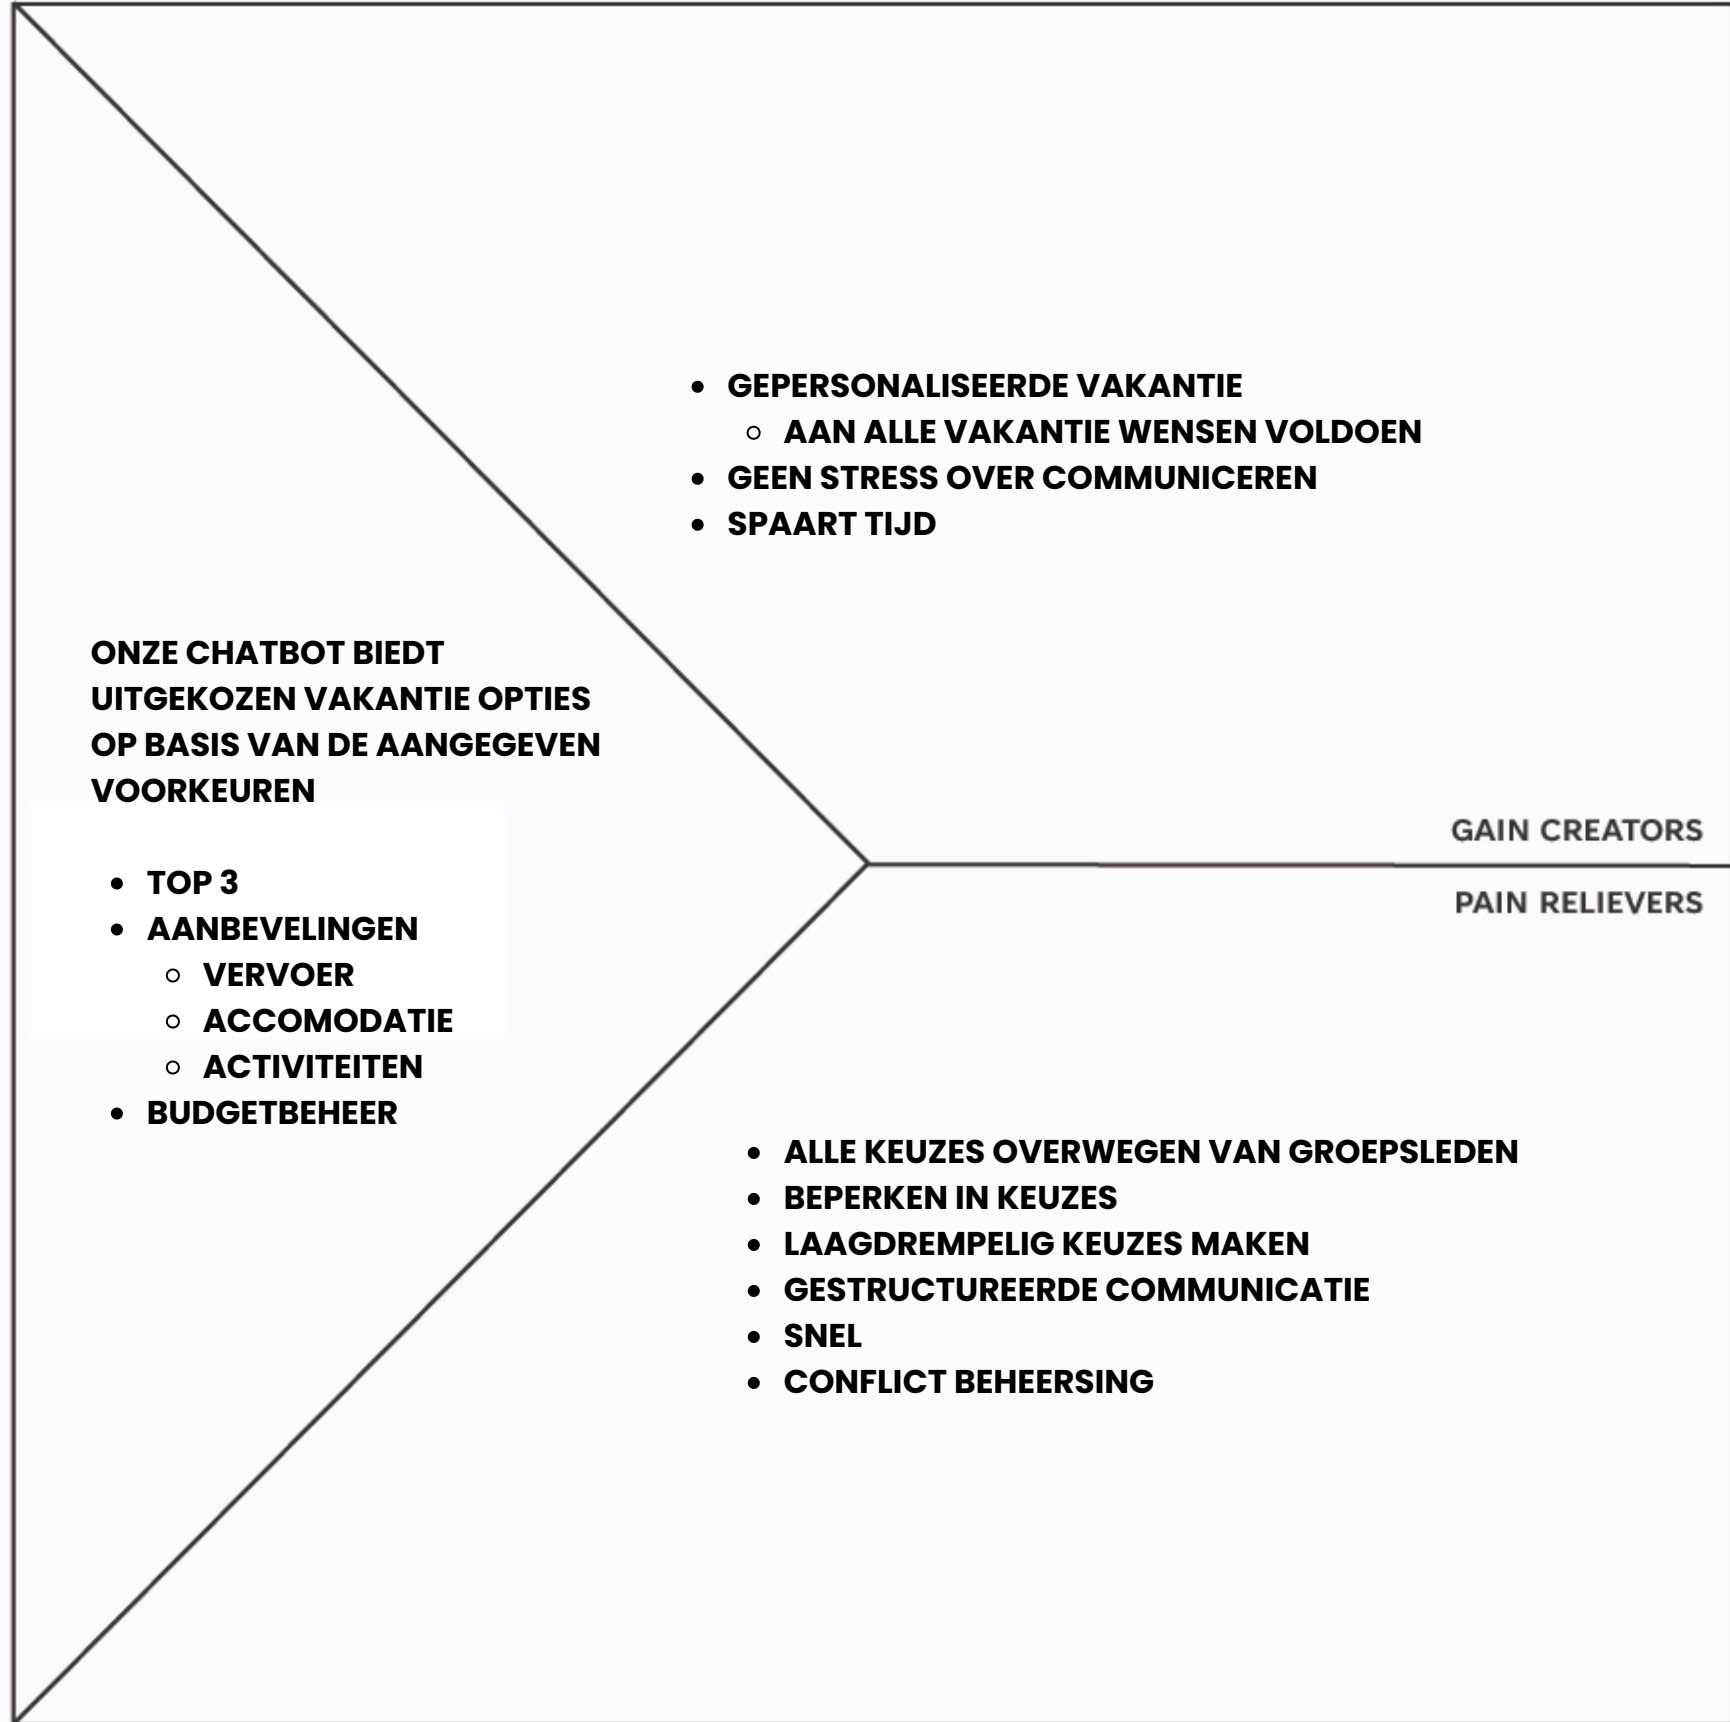 • GEPERSONALISEERDE VAKANTIE
○ AAN ALLE VAKANTIE WENSEN VOLDOEN
• GEEN STRESS OVER COMMUNICEREN
• SPAART TIJD
ONZE CHATBOT BIEDT
UITGEKOZEN VAKANTIE OPTIES
OP BASIS VAN DE AANGEGEVEN
VOORKEUREN
• TOP 3
• AANBEVELINGEN
○ VERVOER
○ ACCOMODATIE
○ ACTIVITEITEN
• BUDGETBEHEER
GAIN CREATORS
PAIN RELIEVERS
• ALLE KEUZES OVERWEGEN VAN GROEPSLEDEN
• BEPERKEN IN KEUZES
• LAAGDREMPELIG KEUZES MAKEN
• GESTRUCTUREERDE COMMUNICATIE
• SNEL
• CONFLICT BEHEERSING